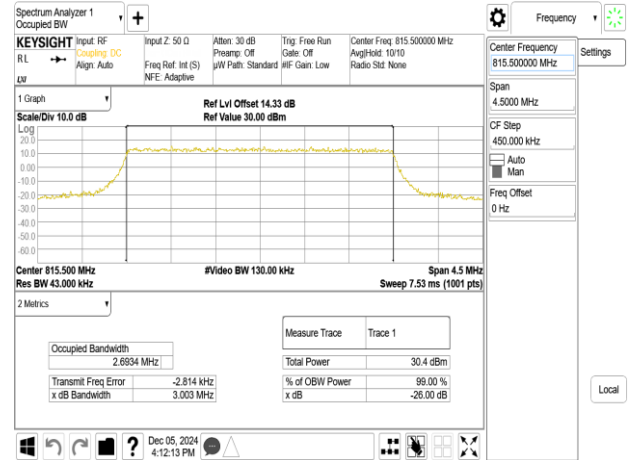 Spectrum Analyzer 1
Occupied BW
+
Frequency
KEYSIGHT
RL
LXI
Input: RF
Coupling: DC
Align: Auto
Input Z: 50 Ω
Freq Ref: Int (S)
NFE: Adaptive
Atten: 30 dB
Preamp: Off
µW Path: Standard
Trig: Free Run
Gate: Off
#IF Gain: Low
Center Freq: 815.500000 MHz
Avg|Hold: 10/10
Radio Std: None
Center Frequency
815.500000 MHz
Settings
Span
4.5000 MHz
CF Step
450.000 kHz
Auto
Man
Freq Offset
0 Hz
Local
1 Graph
Scale/Div 10.0 dB
Ref Lvl Offset 14.33 dB
Ref Value 30.00 dBm
Log
20.0
10.0
0.00
-10.0
-20.0
-30.0
-40.0
-50.0
-60.0
Center 815.500 MHz
#Video BW 130.00 kHz
Span 4.5 MHz
Res BW 43.000 kHz
Sweep 7.53 ms (1001 pts)
2 Metrics
Occupied Bandwidth
2.6934 MHz
Transmit Freq Error -2.814 kHz
x dB Bandwidth 3.003 MHz
Measure Trace Trace 1
Total Power 30.4 dBm
% of OBW Power 99.00 %
x dB -26.00 dB
?
Dec 05, 2024
4:12:13 PM